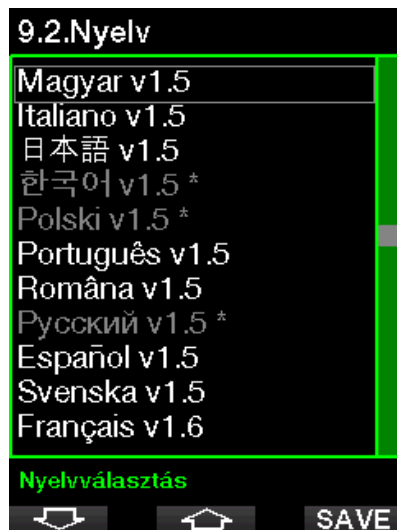 9.2.Nyelv
Magyar v1.5
Italiano v1.5
日本語 v1.5
한국어 v1.5 *
Polski v1.5 *
Português v1.5
Româna v1.5
Русский v1.5 *
Español v1.5
Svenska v1.5
Français v1.6
Nyelvválasztás
SAVE